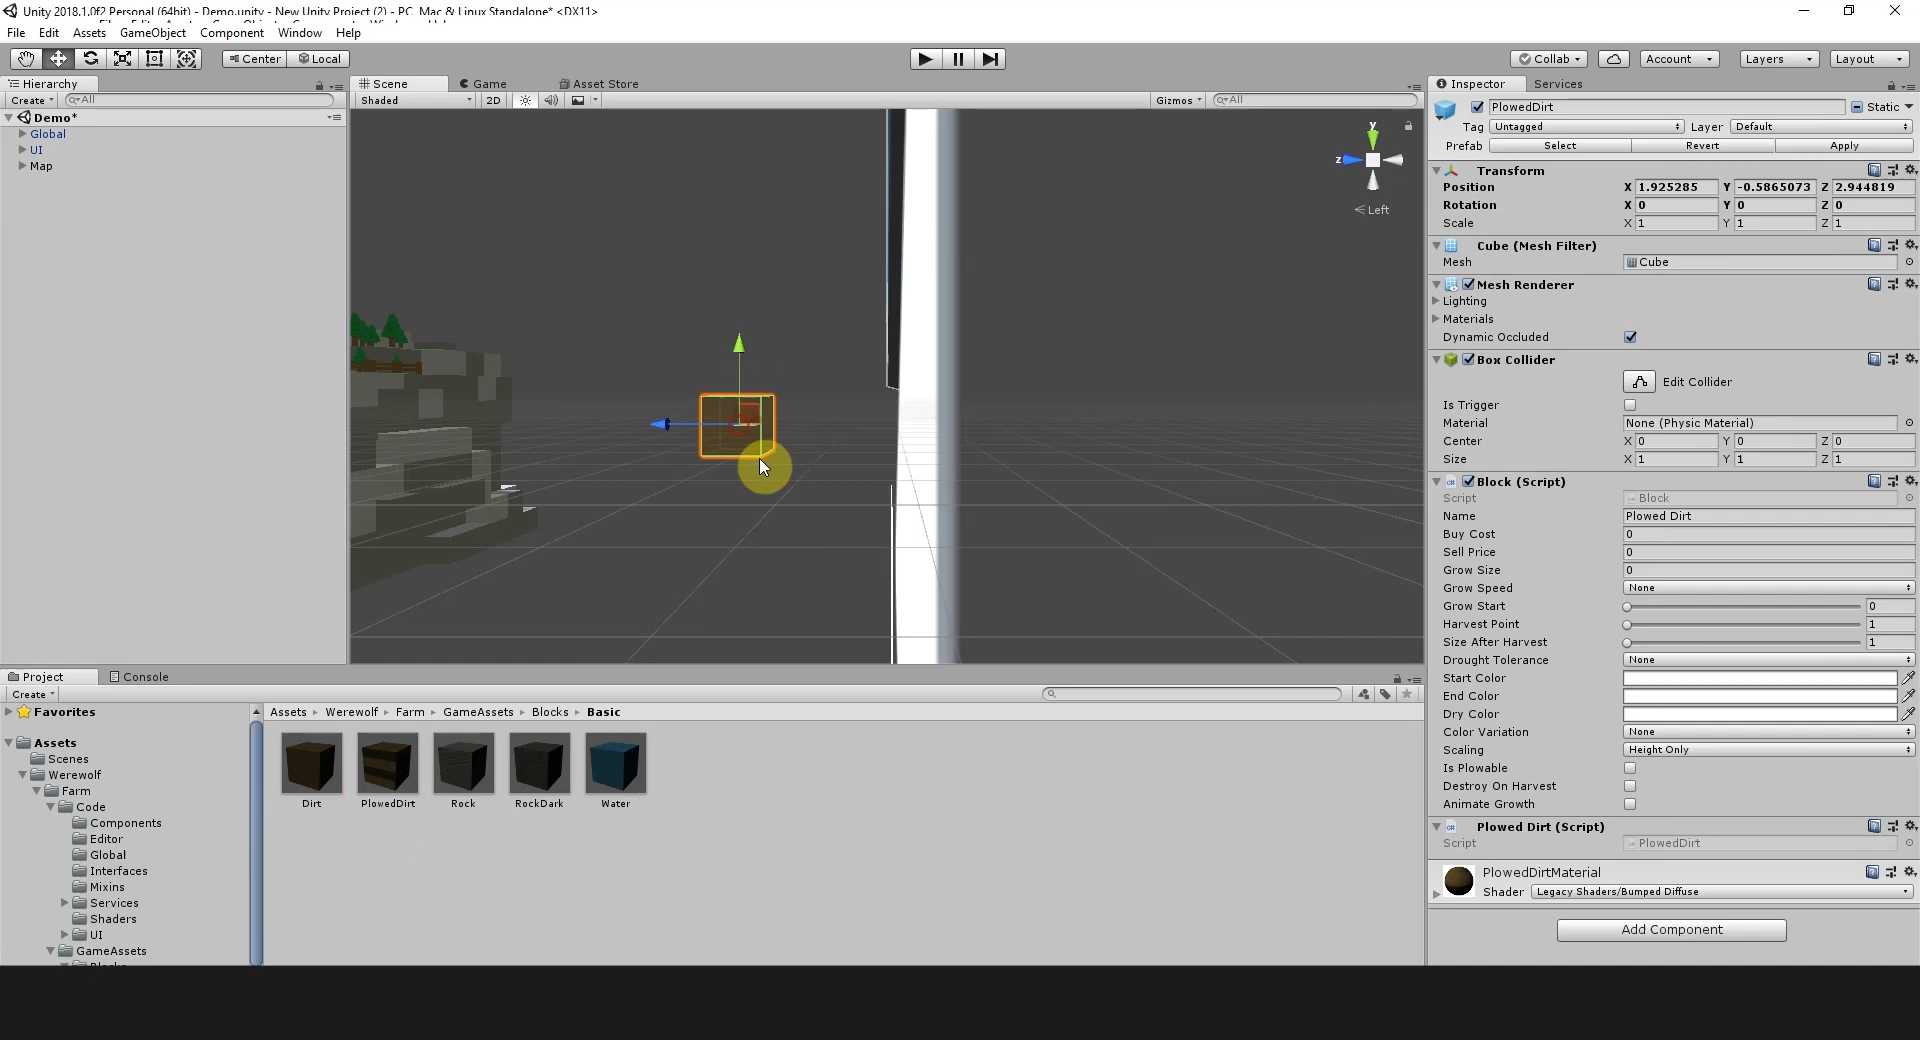 Unity 2018.1.0f2 Personal (64bit) - Demo.unity - New Unity Project (2) - PC, Mac & Linux Standalone* <DX11>
File Edit Assets GameObject Component Window Help
Center Local
Collab Account Layers Layout
Hierarchy
Create All
Demo*
Global
UI
Map
Scene Game Asset Store
Shaded 2D Gizmos All
y
z
Left
Inspector Services
PlowedDirt Static
Tag Untagged Layer Default
Prefab Select Revert Apply
Transform
Position X 1.925285 Y -0.5865073 Z 2.944819
Rotation X 0 Y 0 Z 0
Scale X 1 Y 1 Z 1
Cube (Mesh Filter)
Mesh Cube
Mesh Renderer
Lighting
Materials
Dynamic Occluded
Box Collider
Edit Collider
Is Trigger
Material None (Physic Material)
Center X 0 Y 0 Z 0
Size X 1 Y 1 Z 1
Block (Script)
Script Block
Name Plowed Dirt
Buy Cost 0
Sell Price 0
Grow Size 0
Grow Speed None
Grow Start 0
Harvest Point 1
Size After Harvest 1
Drought Tolerance None
Start Color
End Color
Dry Color
Color Variation None
Scaling Height Only
Is Plowable
Destroy On Harvest
Animate Growth
Plowed Dirt (Script)
Script PlowedDirt
PlowedDirtMaterial
Shader Legacy Shaders/Bumped Diffuse
Add Component
Project Console
Create
Favorites
Assets
Scenes
Werewolf
Farm
Code
Components
Editor
Global
Interfaces
Mixins
Services
Shaders
UI
GameAssets
Assets Werewolf Farm GameAssets Blocks Basic
Dirt PlowedDirt Rock RockDark Water